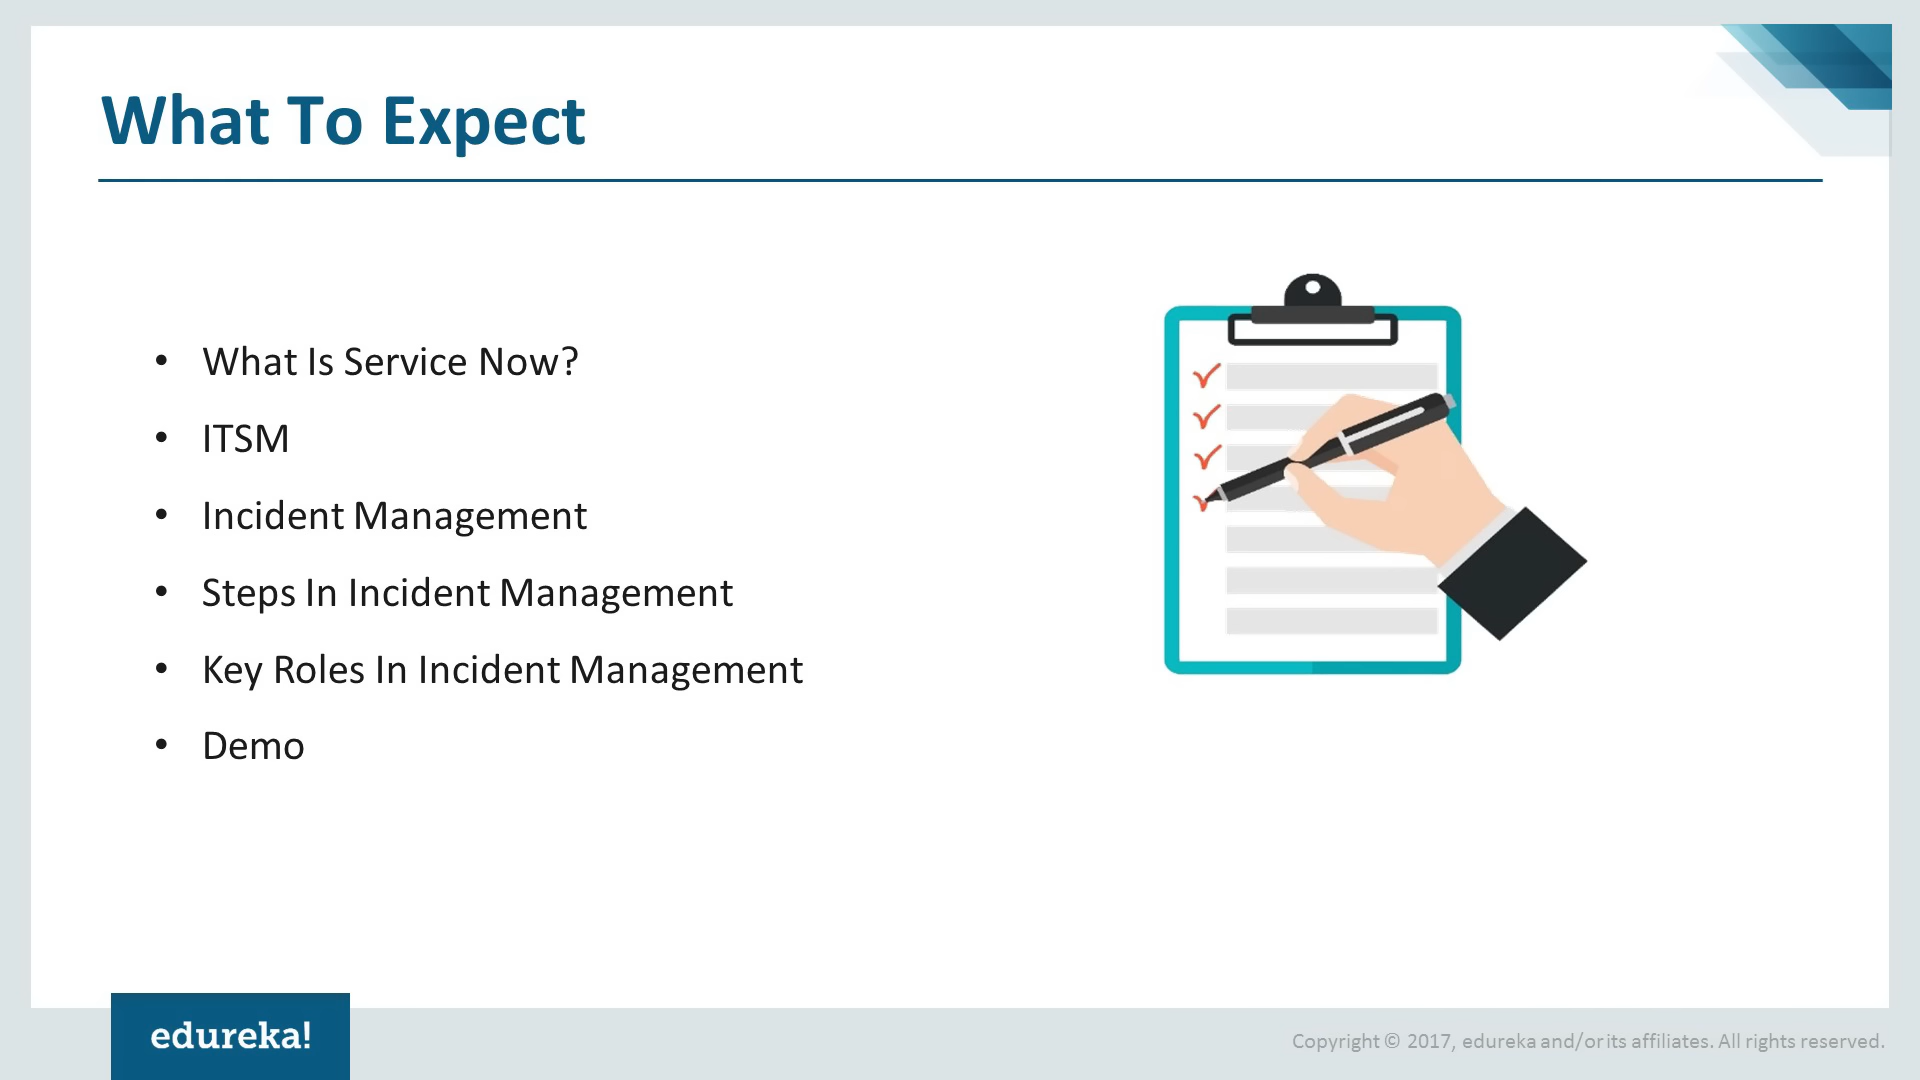 What To Expect
• What Is Service Now?
• ITSM
• Incident Management
• Steps In Incident Management
• Key Roles In Incident Management
• Demo
edureka!
Copyright © 2017, edureka and/or its affiliates. All rights reserved.